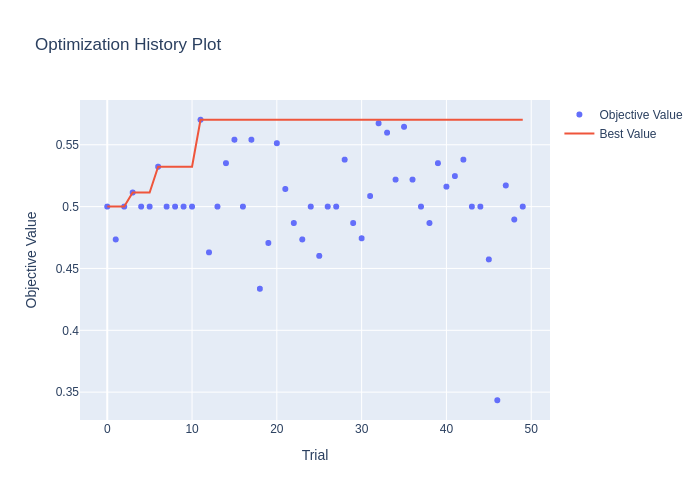 Optimization History Plot
Objective Value
Best Value
0.55
0.5
0.45
0.4
0.35
Objective Value
0
10
20
30
40
50
Trial